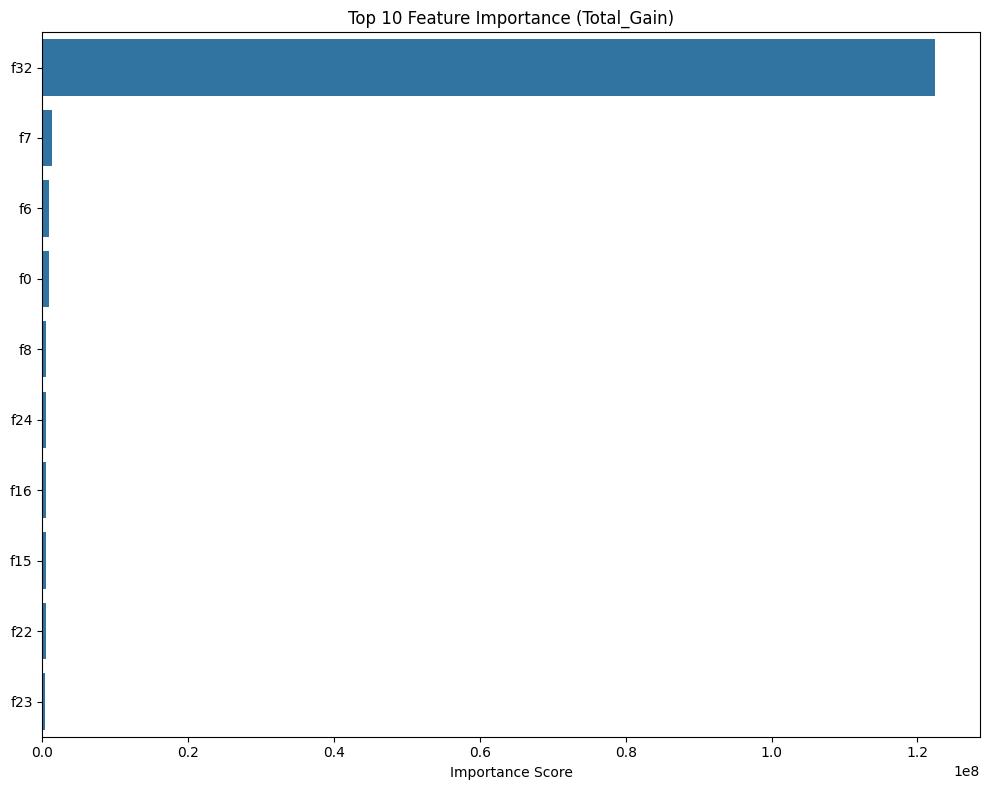 Top 10 Feature Importance (Total_Gain)
f32
f7
f6
f0
f8
f24
f16
f15
f22
f23
0.0 0.2 0.4 0.6 0.8 1.0 1.2
1e8
Importance Score